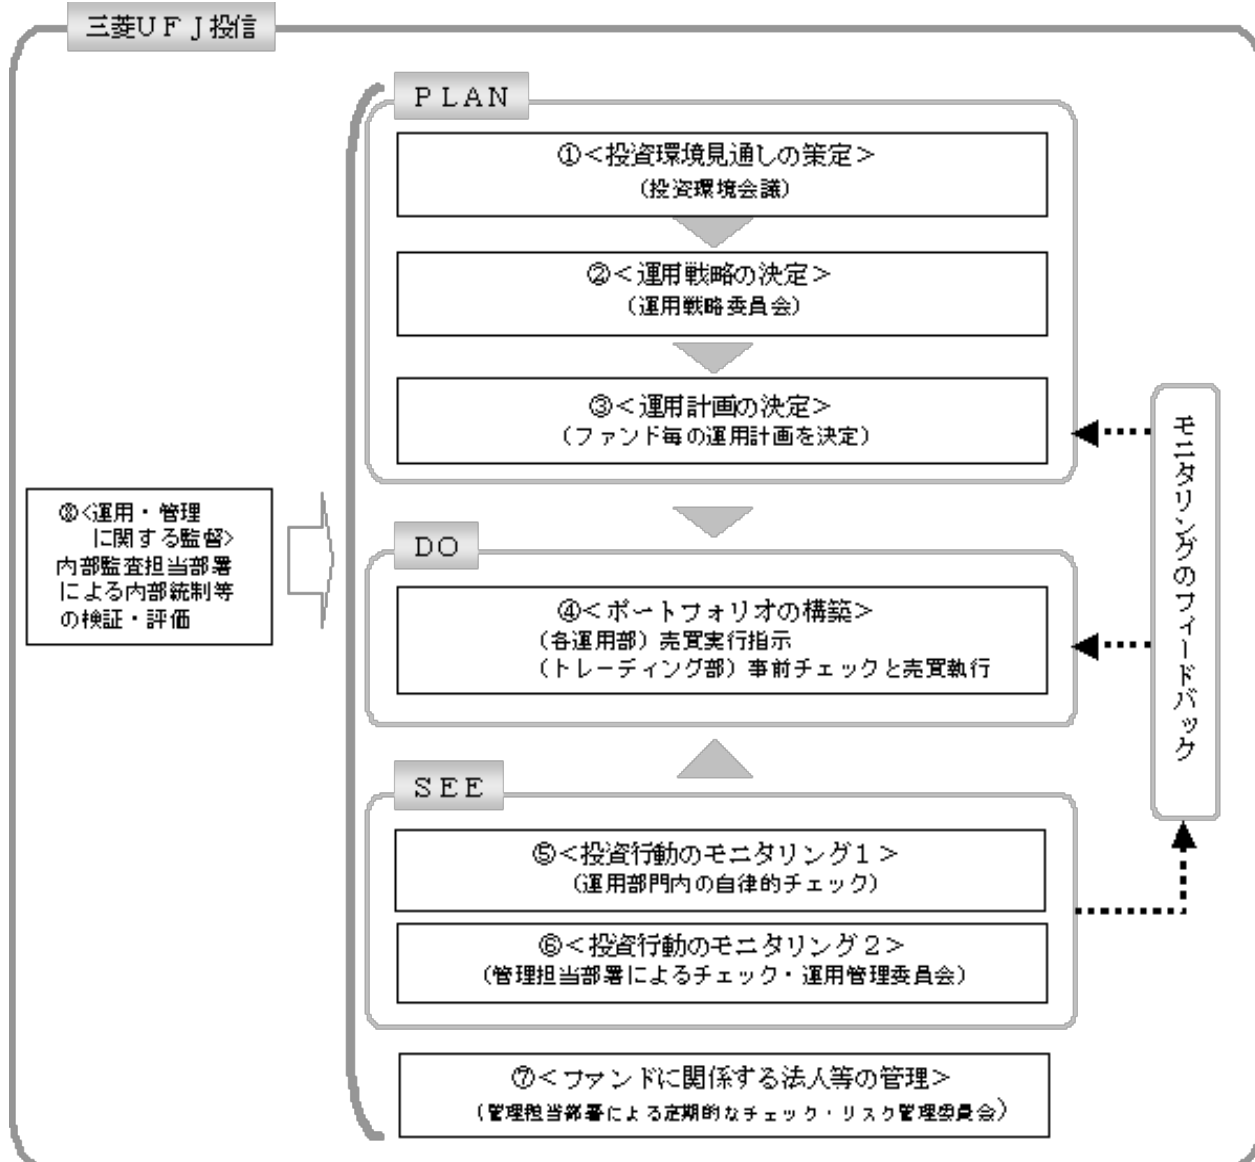 三菱UFJ投信
PLAN
①＜投資環境見通しの策定＞
（投資環境会議）
②＜運用戦略の決定＞
（運用戦略委員会）
③＜運用計画の決定＞
（ファンド毎の運用計画を決定）
⑧<運用・管理
に関する監督>
内部監査担当部署
による内部統制等
の検証・評価
DO
④＜ポートフォリオの構築＞
（各運用部）売買実行指示
（トレーディング部）事前チェックと売買執行
モニタリングのフィードバック
SEE
⑤＜投資行動のモニタリング１＞
（運用部門内の自律的チェック）
⑥＜投資行動のモニタリング２＞
（管理担当部署によるチェック・運用管理委員会）
⑦＜ファンドに関係する法人等の管理＞
（管理担当部署による定期的なチェック・リスク管理委員会）